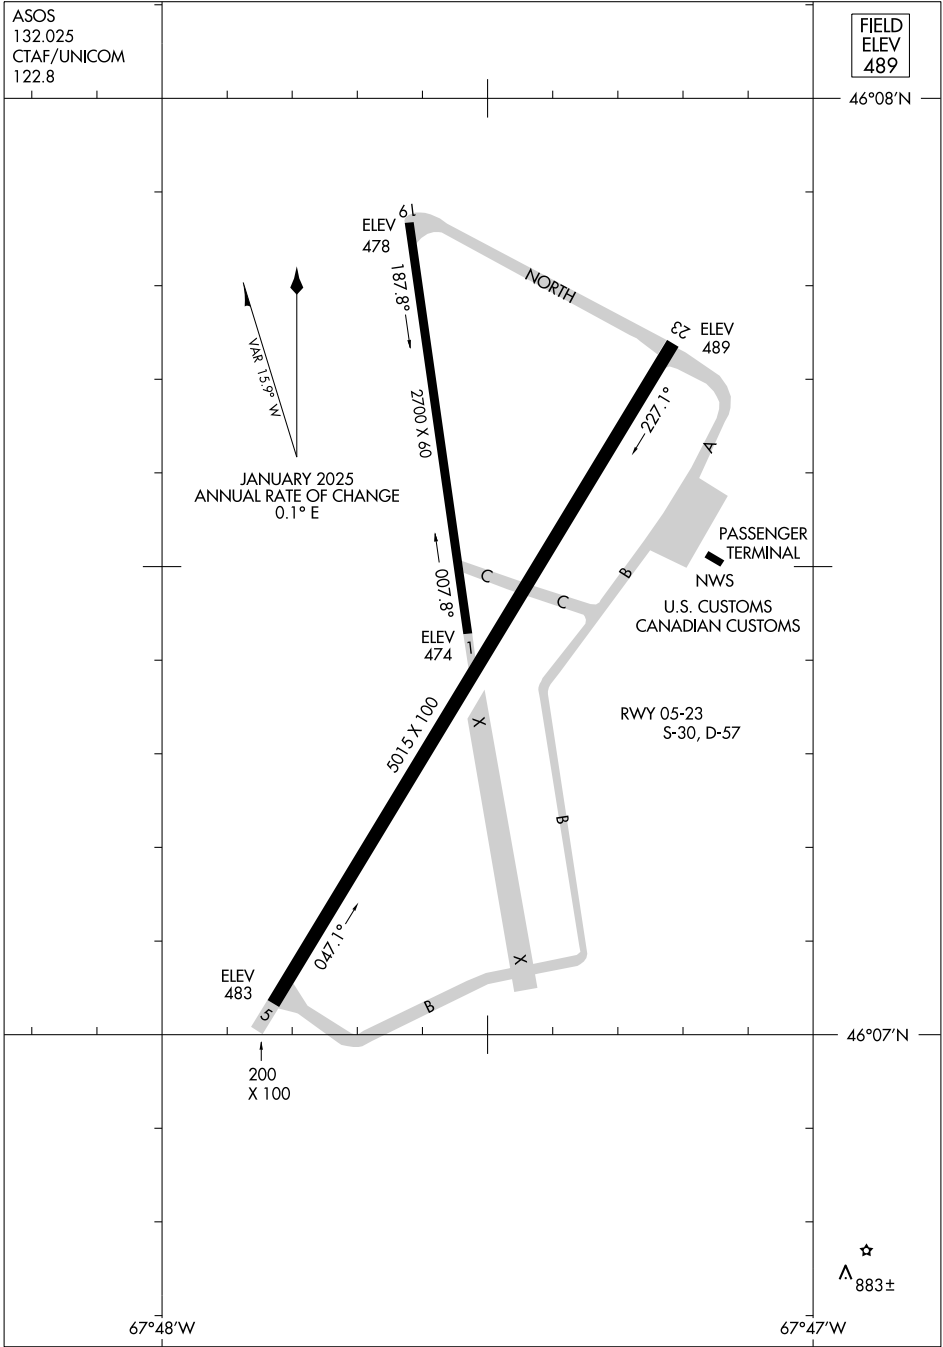 ASOS
132.025
CTAF/UNICOM
122.8
FIELD
ELEV
489
46°08'N
19
ELEV
478
187.8°
NORTH
23
ELEV
489
VAR 15.9° W
227.1°
2700 X 60
A
JANUARY 2025
ANNUAL RATE OF CHANGE
0.1° E
PASSENGER
TERMINAL
NWS
U.S. CUSTOMS
CANADIAN CUSTOMS
C
C
B
007.8°
ELEV
474
1
RWY 05-23
S-30, D-57
X
5015 X 100
B
047.1°
X
ELEV
483
5
B
46°07'N
200
X 100
883±
67°48'W
67°47'W